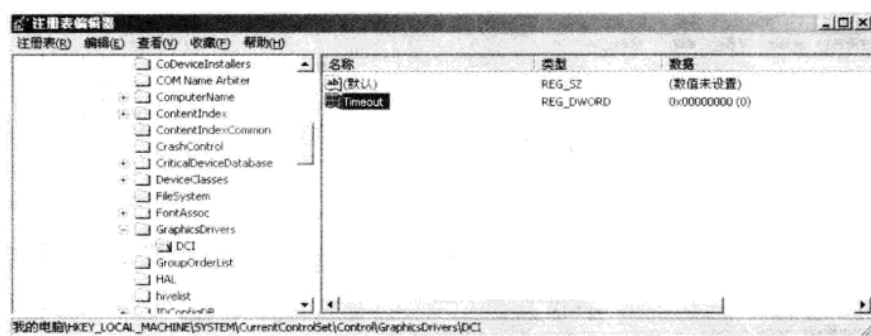 注册表编辑器
注册表(R) 编辑(E) 查看(V) 收藏(F) 帮助(H)
CoDeviceInstallers
COM Name Arbiter
ComputerName
ContentIndex
ContentIndexCommon
CrashControl
CriticalDeviceDatabase
DeviceClasses
FileSystem
FontAssoc
GraphicsDrivers
DCI
GroupOrderList
HAL
hivelist
IDConfigDB
名称 类型 数据
ab (默认) REG_SZ (数值未设置)
Timeout REG_DWORD 0x00000000 (0)
我的电脑\HKEY_LOCAL_MACHINE\SYSTEM\CurrentControlSet\Control\GraphicsDrivers\DCI